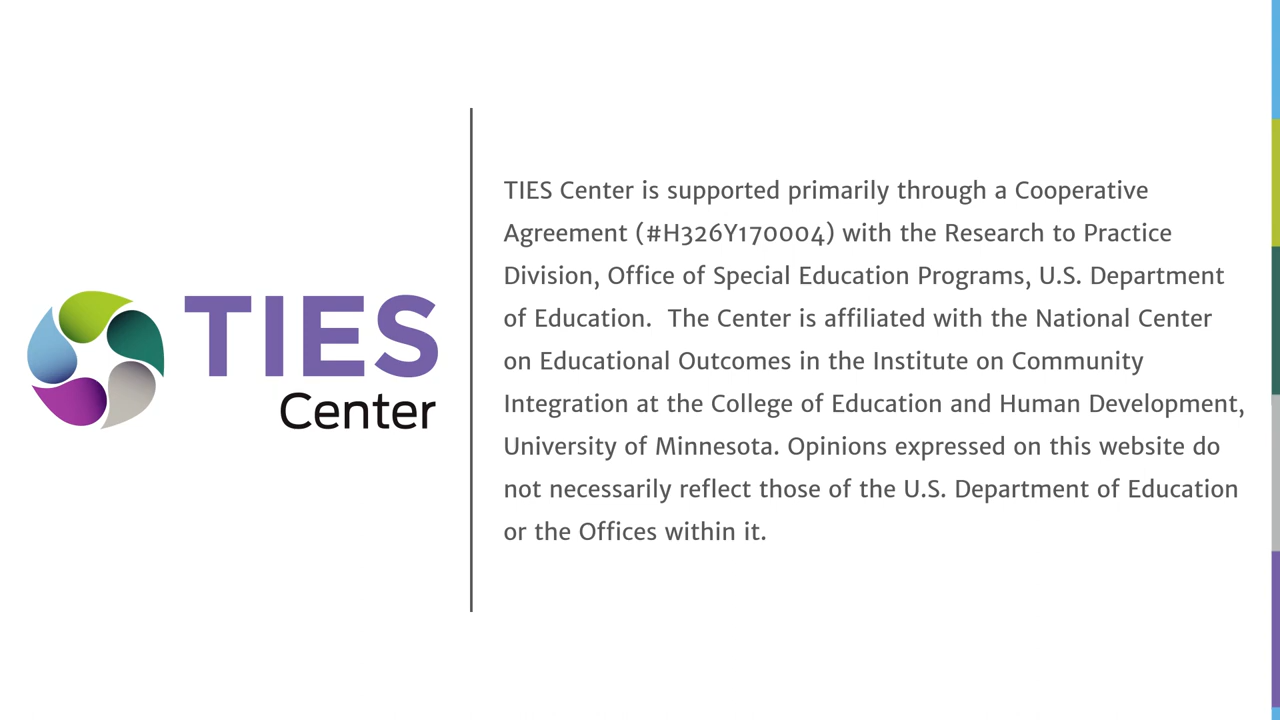 TIES
Center
TIES Center is supported primarily through a Cooperative
Agreement (#H326Y170004) with the Research to Practice
Division, Office of Special Education Programs, U.S. Department
of Education.  The Center is affiliated with the National Center
on Educational Outcomes in the Institute on Community
Integration at the College of Education and Human Development,
University of Minnesota. Opinions expressed on this website do
not necessarily reflect those of the U.S. Department of Education
or the Offices within it.